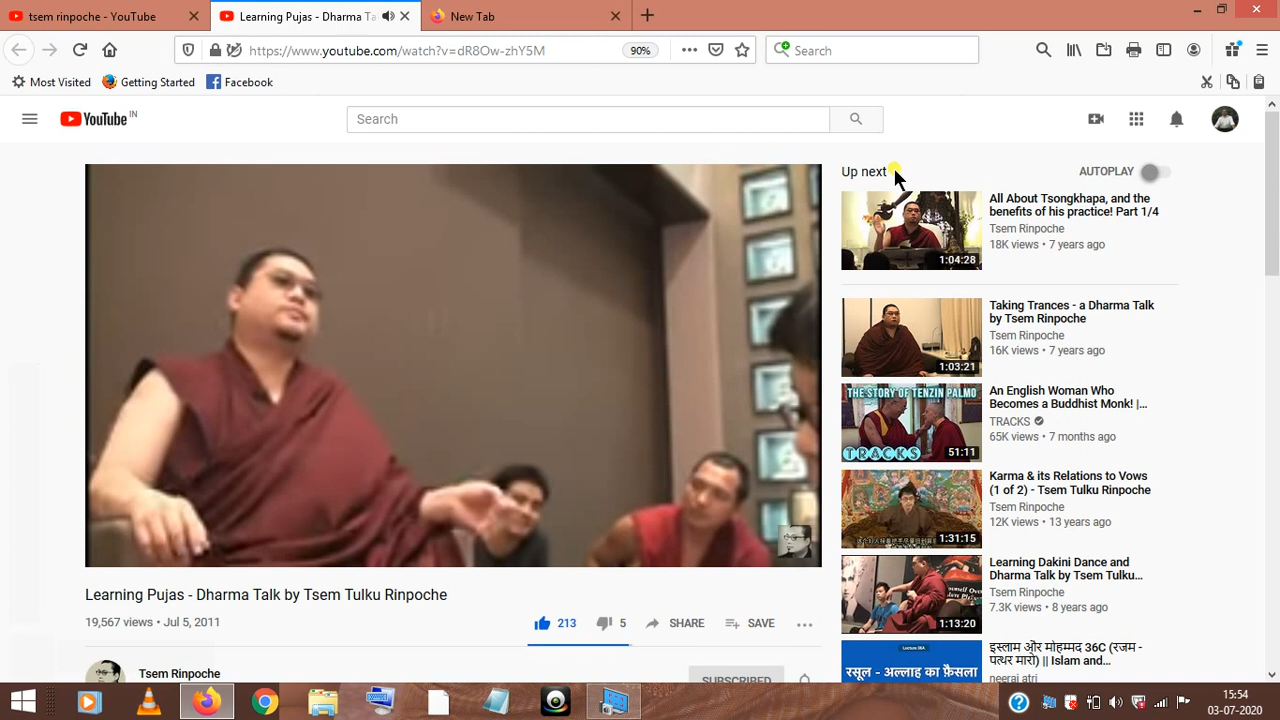 tsem rinpoche - YouTube
Learning Pujas - Dharma Ta
New Tab
https://www.youtube.com/watch?v=dR8Ow-zhY5M
90%
Search
Most Visited
Getting Started
Facebook
YouTube IN
Search
Up next
AUTOPLAY
All About Tsongkhapa, and the
benefits of his practice! Part 1/4
Tsem Rinpoche
18K views • 7 years ago
1:04:28
Taking Trances - a Dharma Talk
by Tsem Rinpoche
Tsem Rinpoche
16K views • 7 years ago
1:03:21
THE STORY OF TENZIN PALMO
TRACKS
51:11
An English Woman Who
Becomes a Buddhist Monk! |...
TRACKS
65K views • 7 months ago
Karma & its Relations to Vows
(1 of 2) - Tsem Tulku Rinpoche
Tsem Rinpoche
12K views • 13 years ago
1:31:15
Learning Dakini Dance and
Dharma Talk by Tsem Tulku...
Tsem Rinpoche
7.3K views • 8 years ago
1:13:20
Lecture 36A
रसूल - अल्लाह का फ़ैसला
इस्लाम और मोहम्मद 36C (रजम -
पत्थर मारो) || Islam and...
neeraj atri
Learning Pujas - Dharma Talk by Tsem Tulku Rinpoche
19,567 views • Jul 5, 2011
213
5
SHARE
SAVE
Tsem Rinpoche
SUBSCRIBED
15:54
03-07-2020